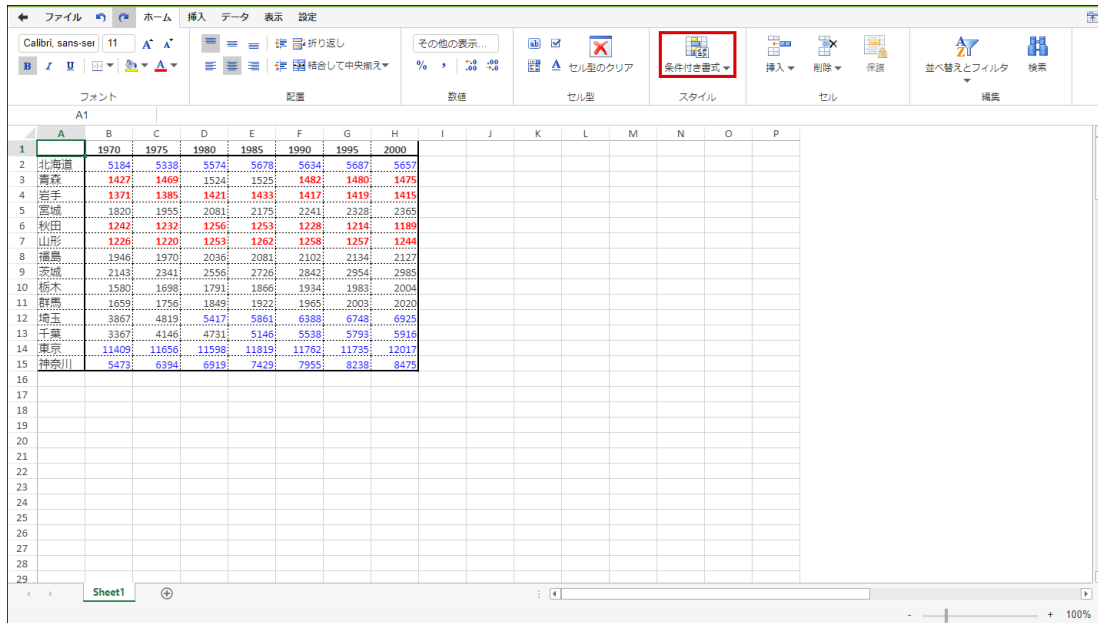 ファイル ホーム 挿入 データ 表示 設定
Calibri, sans-ser 11 A A 折り返し その他の表示... ab セル型のクリア 条件付き書式 挿入 削除 保護 並べ替えとフィルタ 検索
B I U A 結合して中央揃え % , .0 .00 A
フォント 配置 数値 セル型 スタイル セル 編集
A1
A B C D E F G H I J K L M N O P
1 1970 1975 1980 1985 1990 1995 2000
2 北海道 5184 5338 5574 5678 5634 5687 5657
3 青森 1427 1469 1524 1525 1482 1480 1475
4 岩手 1371 1385 1421 1433 1417 1419 1415
5 宮城 1820 1955 2081 2175 2241 2328 2365
6 秋田 1242 1232 1256 1253 1228 1214 1189
7 山形 1226 1220 1253 1262 1258 1257 1244
8 福島 1946 1970 2036 2081 2102 2134 2127
9 茨城 2143 2341 2556 2726 2842 2954 2985
10 栃木 1580 1698 1791 1866 1934 1983 2004
11 群馬 1659 1756 1849 1922 1965 2003 2020
12 埼玉 3867 4819 5417 5861 6388 6748 6925
13 千葉 3367 4146 4731 5146 5538 5793 5916
14 東京 11409 11656 11598 11819 11762 11735 12017
15 神奈川 5473 6394 6919 7429 7955 8238 8475
16
17
18
19
20
21
22
23
24
25
26
27
28
29
Sheet1
- + 100%